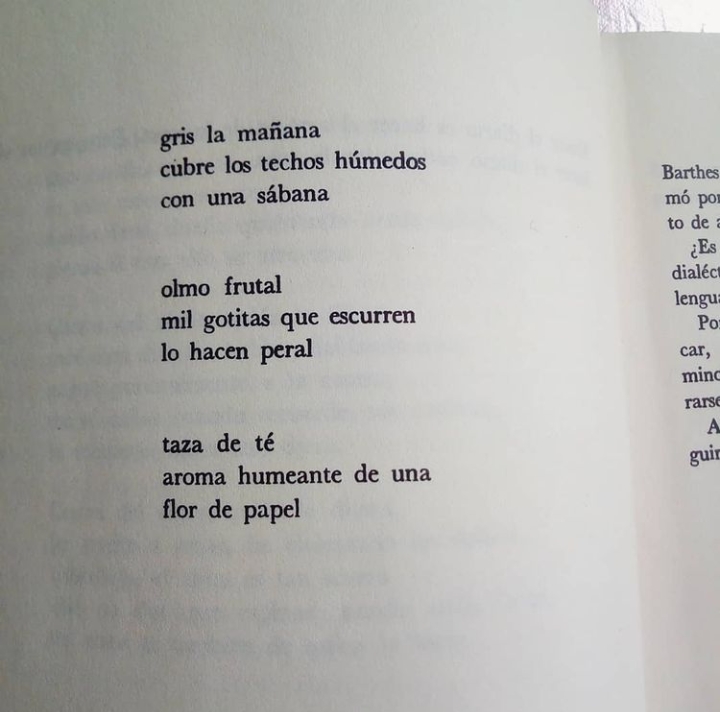 gris la mañana
cubre los techos húmedos
con una sábana
olmo frutal
mil gotitas que escurren
lo hacen peral
taza de té
aroma humeante de una
flor de papel
Barthes
mó por
to de a
¿Es
dialéct
lengua
Po
car,
minc
rarse
A
guir